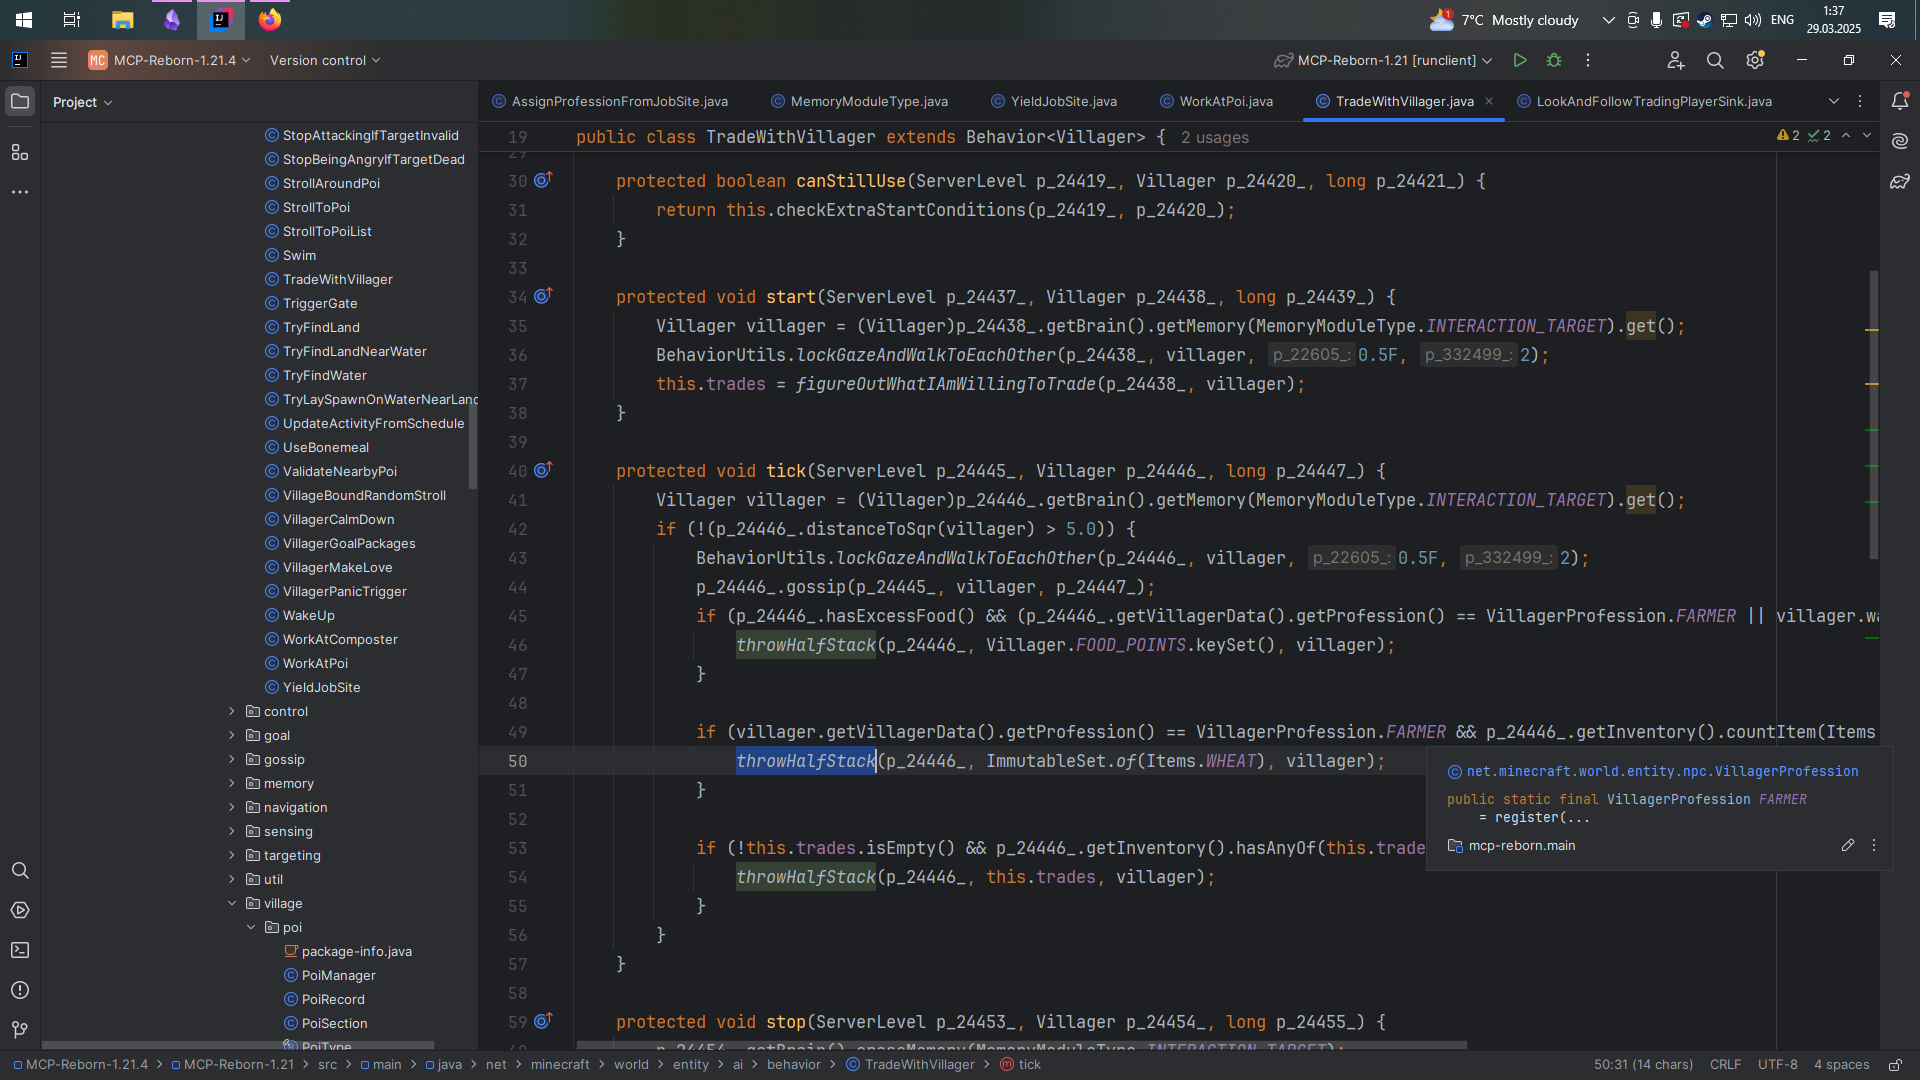 7°C Mostly cloudy
ENG
1:37
29.03.2025
MC MCP-Reborn-1.21.4
Version control
MCP-Reborn-1.21 [runclient]
Project
StopAttackingIfTargetInvalid
StopBeingAngryIfTargetDead
StrollAroundPoi
StrollToPoi
StrollToPoiList
Swim
TradeWithVillager
TriggerGate
TryFindLand
TryFindLandNearWater
TryFindWater
TryLaySpawnOnWaterNearLand
UpdateActivityFromSchedule
UseBonemeal
ValidateNearbyPoi
VillageBoundRandomStroll
VillagerCalmDown
VillagerGoalPackages
VillagerMakeLove
VillagerPanicTrigger
WakeUp
WorkAtComposter
WorkAtPoi
YieldJobSite
control
goal
gossip
memory
navigation
sensing
targeting
util
village
poi
package-info.java
PoiManager
PoiRecord
PoiSection
PoiType
AssignProfessionFromJobSite.java MemoryModuleType.java YieldJobSite.java WorkAtPoi.java TradeWithVillager.java LookAndFollowTradingPlayerSink.java
19 public class TradeWithVillager extends Behavior<Villager> { 2 usages
2 2
29
30 protected boolean canStillUse(ServerLevel p_24419_, Villager p_24420_, long p_24421_) {
31 return this.checkExtraStartConditions(p_24419_, p_24420_);
32 }
33
34 protected void start(ServerLevel p_24437_, Villager p_24438_, long p_24439_) {
35 Villager villager = (Villager)p_24438_.getBrain().getMemory(MemoryModuleType.INTERACTION_TARGET).get();
36 BehaviorUtils.lockGazeAndWalkToEachOther(p_24438_, villager, p_22605_: 0.5F, p_332499_: 2);
37 this.trades = figureOutWhatIAmWillingToTrade(p_24438_, villager);
38 }
39
40 protected void tick(ServerLevel p_24445_, Villager p_24446_, long p_24447_) {
41 Villager villager = (Villager)p_24446_.getBrain().getMemory(MemoryModuleType.INTERACTION_TARGET).get();
42 if (!(p_24446_.distanceToSqr(villager) > 5.0)) {
43 BehaviorUtils.lockGazeAndWalkToEachOther(p_24446_, villager, p_22605_: 0.5F, p_332499_: 2);
44 p_24446_.gossip(p_24445_, villager, p_24447_);
45 if (p_24446_.hasExcessFood() && (p_24446_.getVillagerData().getProfession() == VillagerProfession.FARMER || villager.wa
46 throwHalfStack(p_24446_, Villager.FOOD_POINTS.keySet(), villager);
47 }
48
49 if (villager.getVillagerData().getProfession() == VillagerProfession.FARMER && p_24446_.getInventory().countItem(Items
50 throwHalfStack(p_24446_, ImmutableSet.of(Items.WHEAT), villager);
51 }
52
53 if (!this.trades.isEmpty() && p_24446_.getInventory().hasAnyOf(this.trade
54 throwHalfStack(p_24446_, this.trades, villager);
55 }
56 }
57 }
58
59 protected void stop(ServerLevel p_24453_, Villager p_24454_, long p_24455_) {
p_24454_.getBrain().eraseMemory(MemoryModuleType.INTERACTION_TARGET);
net.minecraft.world.entity.npc.VillagerProfession
public static final VillagerProfession FARMER
= register(...
mcp-reborn.main
MCP-Reborn-1.21.4 > MCP-Reborn-1.21 > src > main > java > net > minecraft > world > entity > ai > behavior > TradeWithVillager > tick
50:31 (14 chars) CRLF UTF-8 4 spaces